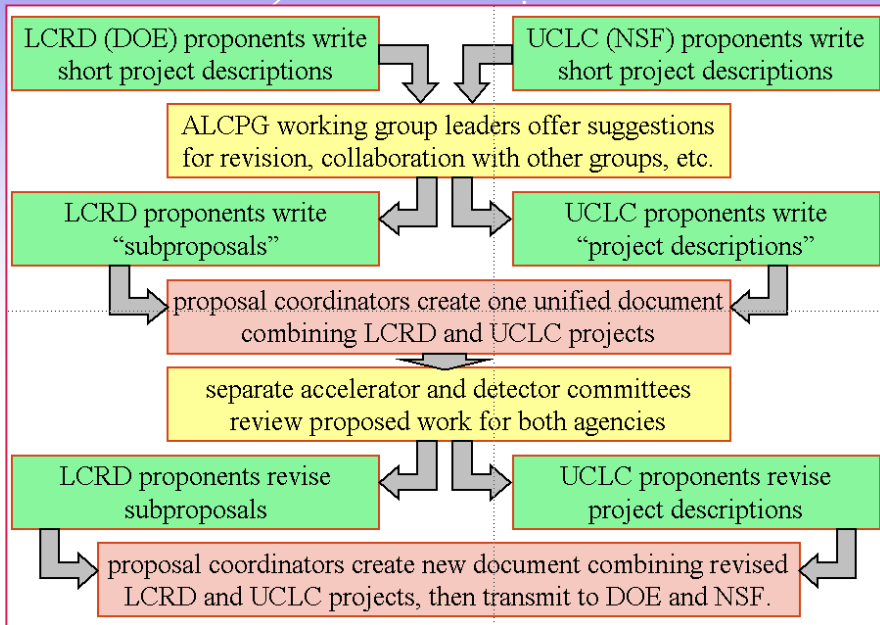 LCRD (DOE) proponents write
short project descriptions
UCLC (NSF) proponents write
short project descriptions
ALCPG working group leaders offer suggestions
for revision, collaboration with other groups, etc.
LCRD proponents write
“subproposals”
UCLC proponents write
“project descriptions”
proposal coordinators create one unified document
combining LCRD and UCLC projects
separate accelerator and detector committees
review proposed work for both agencies
LCRD proponents revise
subproposals
UCLC proponents revise
project descriptions
proposal coordinators create new document combining revised
LCRD and UCLC projects, then transmit to DOE and NSF.